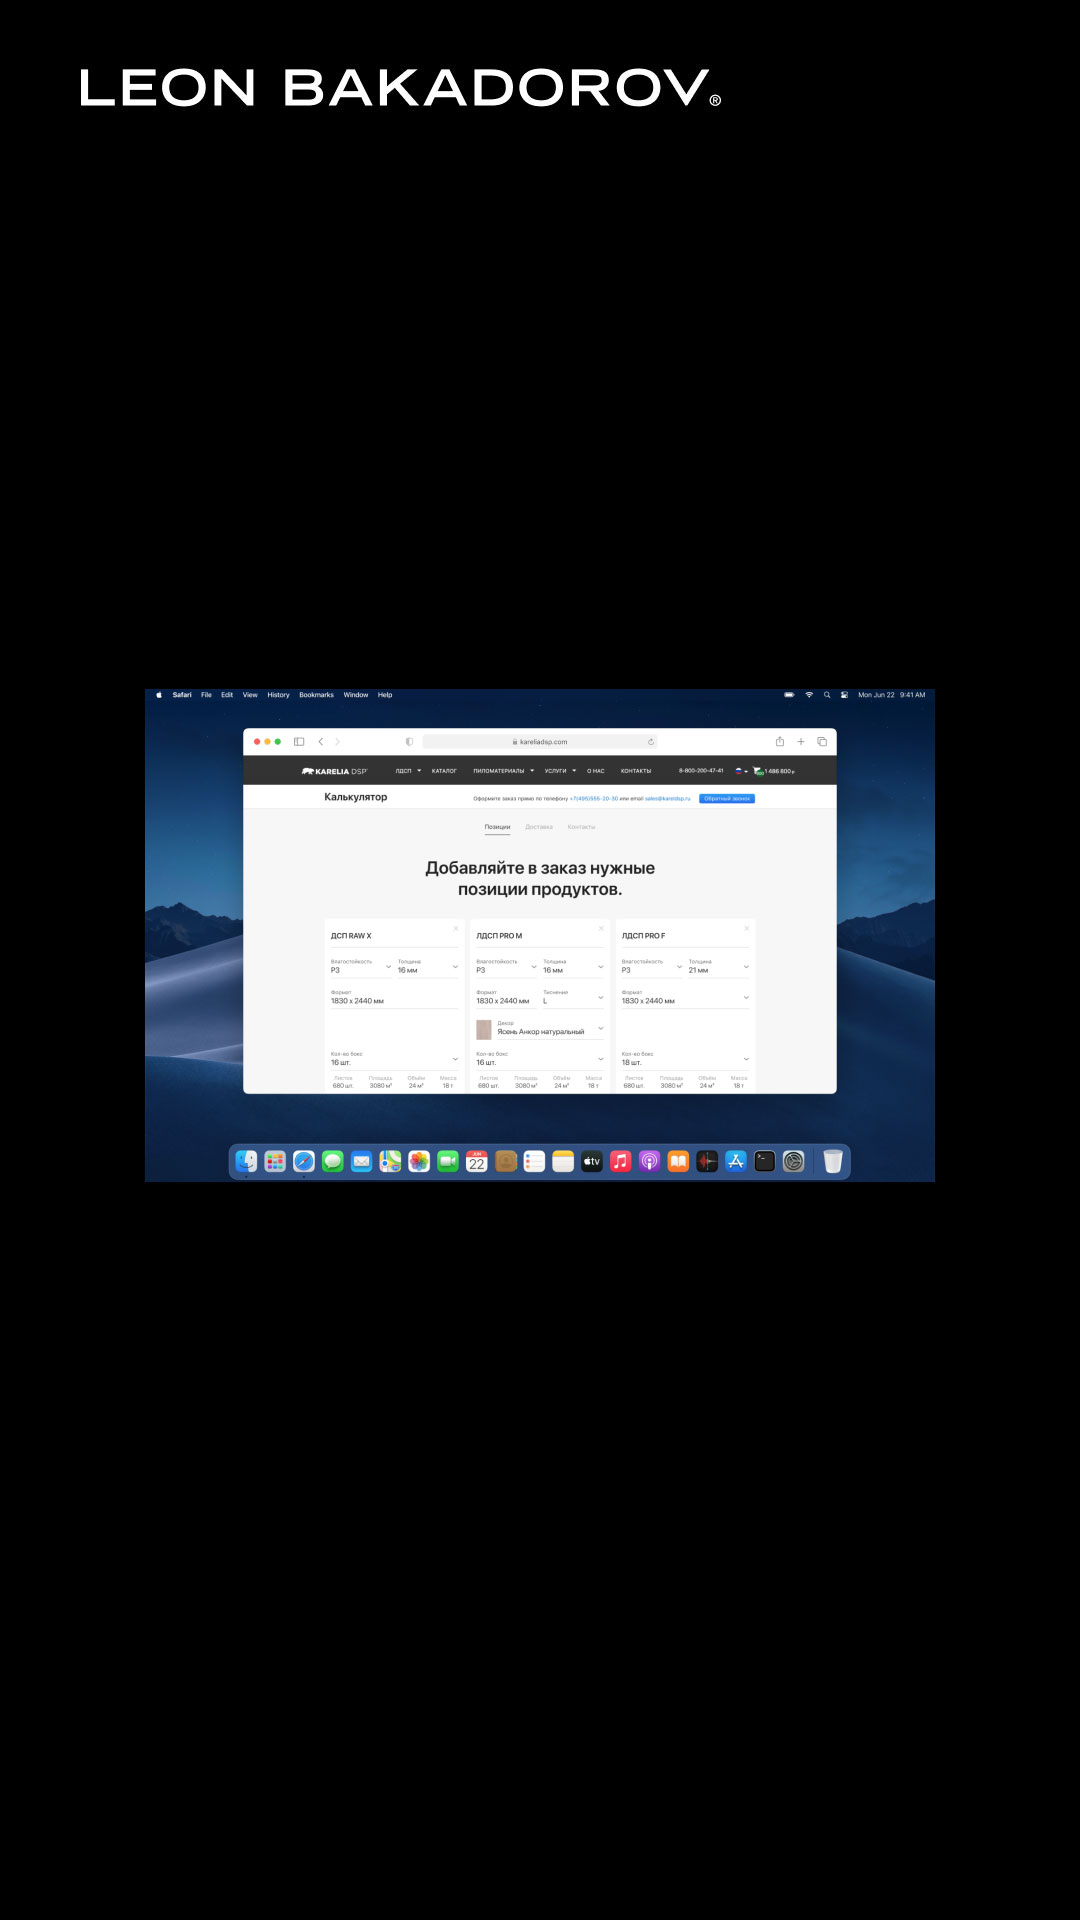 LEON BAKADOROV®
Safari File Edit View History Bookmarks Window Help Mon Jun 22 9:41 AM
kareliadsp.com
KARELIA DSP ЛДСП КАТАЛОГ ПИЛОМАТЕРИАЛЫ УСЛУГИ О НАС КОНТАКТЫ 8-800-200-47-41 1 486 800 р
Калькулятор Оформите заказ прямо по телефону +7(495)555-20-30 или email sales@kareldsp.ru Обратный звонок
Позиции Доставка Контакты
Добавляйте в заказ нужные
позиции продуктов.
ДСП RAW X ЛДСП PRO M ЛДСП PRO F
Влагостойкость Толщина Влагостойкость Толщина Влагостойкость Толщина
P3 16 мм P3 16 мм P3 21 мм
Формат Формат Тиснение Формат
1830 x 2440 мм 1830 x 2440 мм L 1830 x 2440 мм
Декор
Ясень Анкор натуральный
Кол-во бокс Кол-во бокс Кол-во бокс
16 шт. 16 шт. 18 шт.
Листов Площадь Объём Масса Листов Площадь Объём Масса Листов Площадь Объём Масса
680 шт. 3080 м² 24 м³ 18 т 680 шт. 3080 м² 24 м³ 18 т 680 шт. 3080 м² 24 м³ 18 т
JUN
22
tv